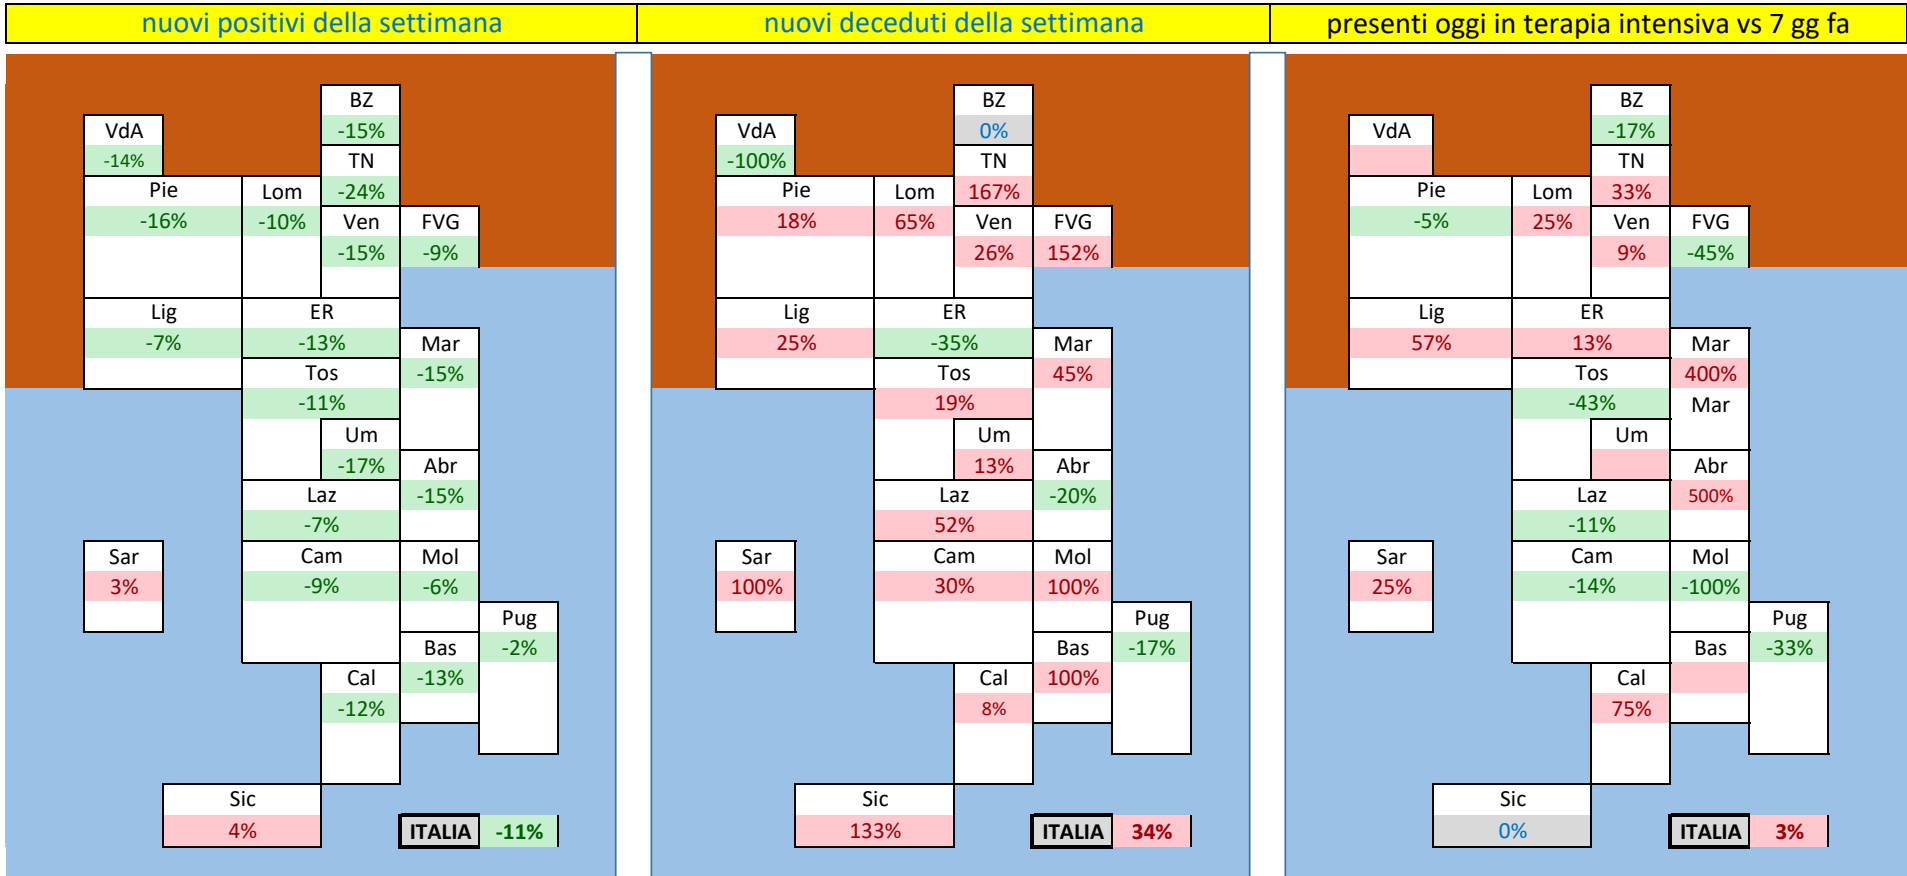 nuovi positivi della settimana
nuovi deceduti della settimana
presenti oggi in terapia intensiva vs 7 gg fa
BZ
VdA -15%
-14% TN
Pie Lom -24%
-16% -10% Ven FVG
-15% -9%
Lig ER
-7% -13% Mar
Tos -15%
-11%
Um
-17% Abr
Laz -15%
-7%
Sar Cam Mol
3% -9% -6%
Pug
Bas -2%
Cal -13%
-12%
Sic
4% ITALIA -11%
BZ
VdA 0%
-100% TN
Pie Lom 167%
18% 65% Ven FVG
26% 152%
Lig ER
25% -35% Mar
Tos 45%
19%
Um
13% Abr
Laz -20%
52%
Sar Cam Mol
100% 30% 100%
Pug
Bas -17%
Cal 100%
8%
Sic
133% ITALIA 34%
BZ
VdA -17%
TN
Pie Lom 33%
-5% 25% Ven FVG
9% -45%
Lig ER
57% 13% Mar
Tos 400%
-43% Mar
Um
Abr
Laz 500%
-11%
Sar Cam Mol
25% -14% -100%
Pug
Bas -33%
Cal
75%
Sic
0% ITALIA 3%